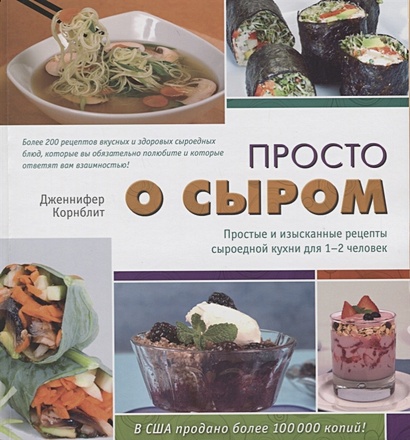 Более 200 рецептов вкусных и здоровых сыроедных
блюд, которые вы обязательно полюбите и которые
ответят вам взаимностью!
ПРОСТО
О СЫРОМ
Дженнифер
Корнблит
Простые и изысканные рецепты
сыроедной кухни для 1–2 человек
В США продано более 100 000 копий!